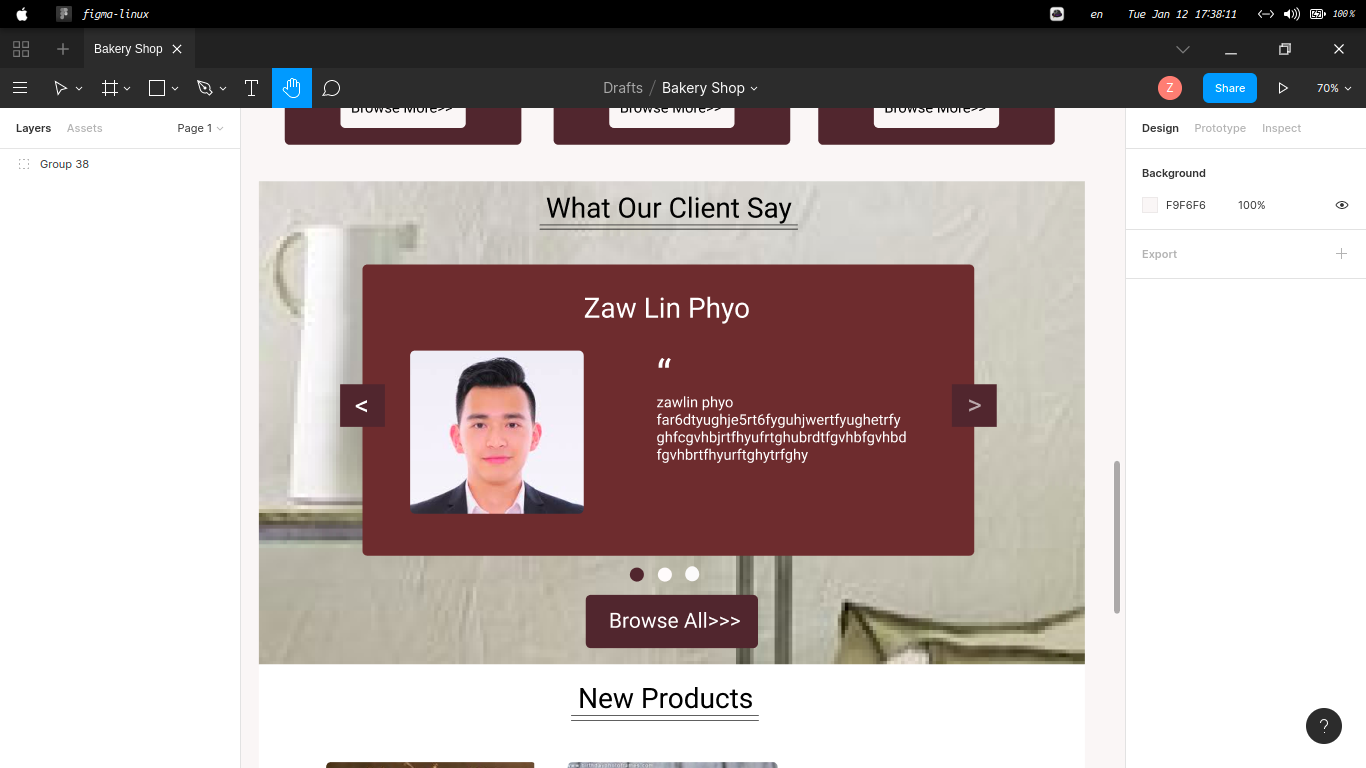 figma-linux
en
Tue Jan 12 17:38:11
100%
Bakery Shop
Drafts / Bakery Shop
Z
Share
70%
Layers
Assets
Page 1
Group 38
Browse More>>
Browse More>>
Browse More>>
What Our Client Say
Zaw Lin Phyo
“
zawlin phyo
far6dtyughje5rt6fyguhjwertfyughetrfy
ghfcgvhbjrtfhyufrtghubrdtfgvhbfgvhbd
fgvhbrtfhyurftghytrfghy
<
>
Browse All>>>
New Products
Design
Prototype
Inspect
Background
F9F6F6
100%
Export
?